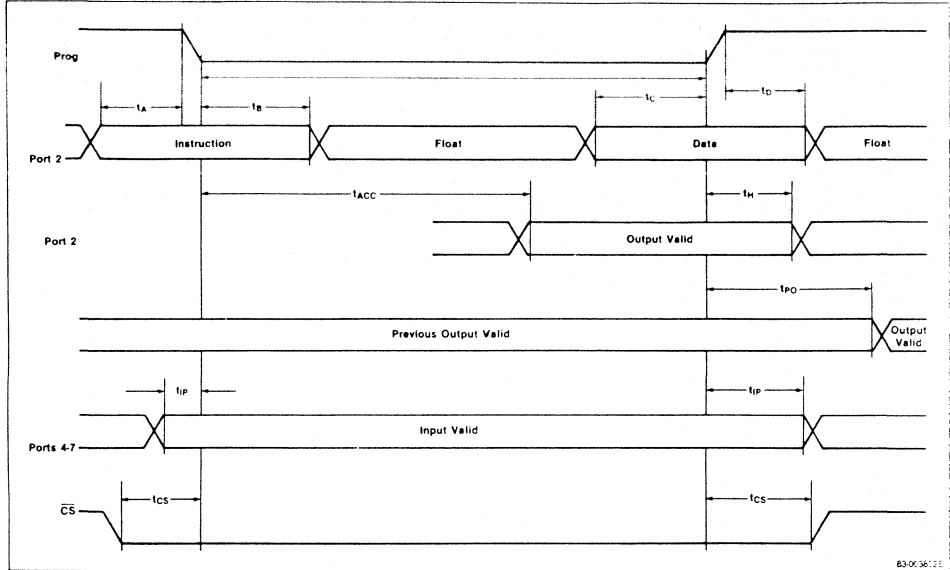 Prog
tA
tB
tC
tD
Port 2
Instruction
Float
Data
Float
tACC
tH
Port 2
Output Valid
tPO
Previous Output Valid
Output
Valid
tIP
tIP
Ports 4-7
Input Valid
tCS
tCS
CS